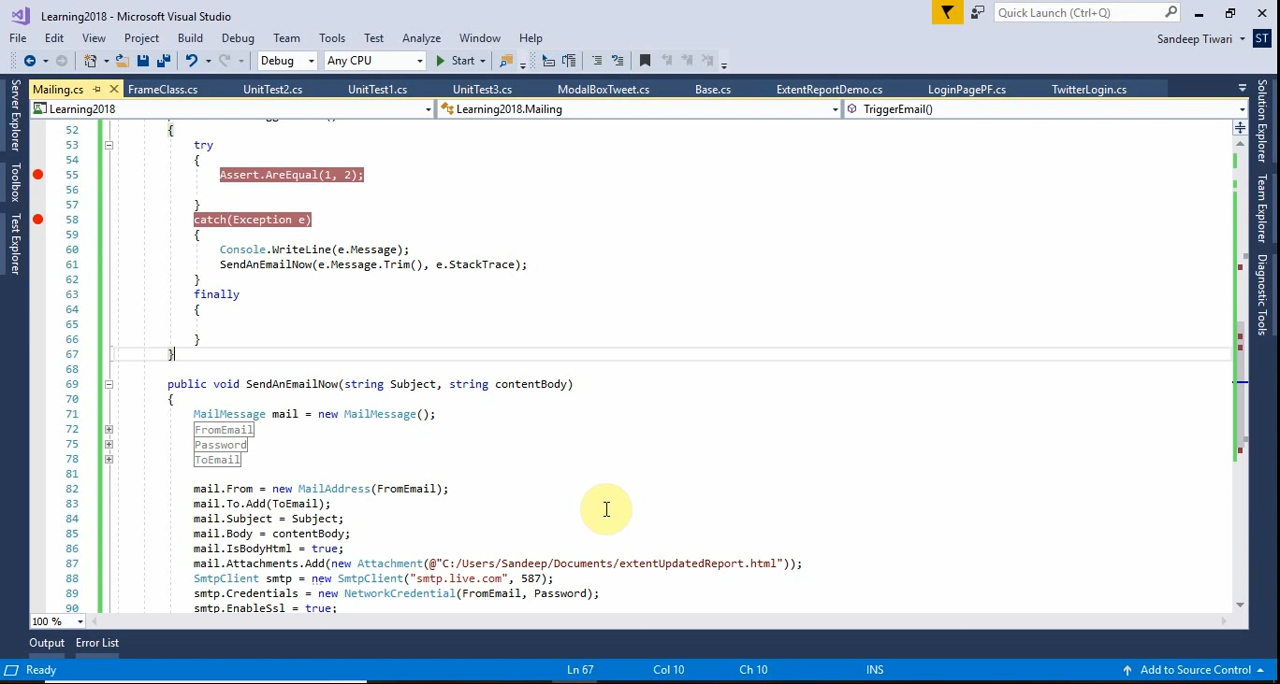 Learning2018 - Microsoft Visual Studio
Quick Launch (Ctrl+Q)
File Edit View Project Build Debug Team Tools Test Analyze Window Help
Sandeep Tiwari ST
Debug Any CPU Start
Mailing.cs FrameClass.cs UnitTest2.cs UnitTest1.cs UnitTest3.cs ModalBoxTweet.cs Base.cs ExtentReportDemo.cs LoginPagePF.cs TwitterLogin.cs
Learning2018 Learning2018.Mailing TriggerEmail()
Server Explorer
Toolbox
Test Explorer
52 {
53 try
54 {
55 Assert.AreEqual(1, 2);
56
57 }
58 catch(Exception e)
59 {
60 Console.WriteLine(e.Message);
61 SendAnEmailNow(e.Message.Trim(), e.StackTrace);
62 }
63 finally
64 {
65
66 }
67 }
68
69 public void SendAnEmailNow(string Subject, string contentBody)
70 {
71 MailMessage mail = new MailMessage();
72 FromEmail
75 Password
78 ToEmail
81
82 mail.From = new MailAddress(FromEmail);
83 mail.To.Add(ToEmail);
84 mail.Subject = Subject;
85 mail.Body = contentBody;
86 mail.IsBodyHtml = true;
87 mail.Attachments.Add(new Attachment(@"C:/Users/Sandeep/Documents/extentUpdatedReport.html"));
88 SmtpClient smtp = new SmtpClient("smtp.live.com", 587);
89 smtp.Credentials = new NetworkCredential(FromEmail, Password);
90 smtp.EnableSsl = true;
Solution Explorer
Team Explorer
Diagnostic Tools
100 %
Output Error List
Ready Ln 67 Col 10 Ch 10 INS Add to Source Control